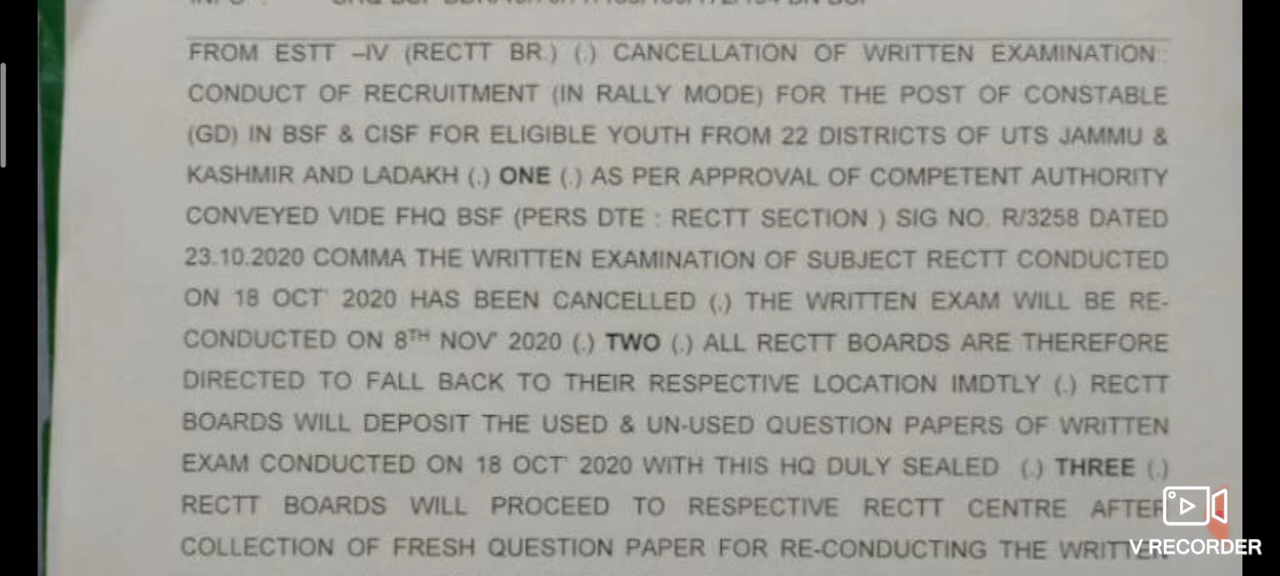 FROM ESTT –IV (RECTT BR.) (.) CANCELLATION OF WRITTEN EXAMINATION:
CONDUCT OF RECRUITMENT (IN RALLY MODE) FOR THE POST OF CONSTABLE
(GD) IN BSF & CISF FOR ELIGIBLE YOUTH FROM 22 DISTRICTS OF UTS JAMMU &
KASHMIR AND LADAKH (.) ONE (.) AS PER APPROVAL OF COMPETENT AUTHORITY
CONVEYED VIDE FHQ BSF (PERS DTE : RECTT SECTION ) SIG NO. R/3258 DATED
23.10.2020 COMMA THE WRITTEN EXAMINATION OF SUBJECT RECTT CONDUCTED
ON 18 OCT' 2020 HAS BEEN CANCELLED (.) THE WRITTEN EXAM WILL BE RE-
CONDUCTED ON 8TH NOV' 2020 (.) TWO (.) ALL RECTT BOARDS ARE THEREFORE
DIRECTED TO FALL BACK TO THEIR RESPECTIVE LOCATION IMDTLY (.) RECTT
BOARDS WILL DEPOSIT THE USED & UN-USED QUESTION PAPERS OF WRITTEN
EXAM CONDUCTED ON 18 OCT' 2020 WITH THIS HQ DULY SEALED (.) THREE (.)
RECTT BOARDS WILL PROCEED TO RESPECTIVE RECTT CENTRE AFTER
COLLECTION OF FRESH QUESTION PAPER FOR RE-CONDUCTING THE WRITTEN
V RECORDER